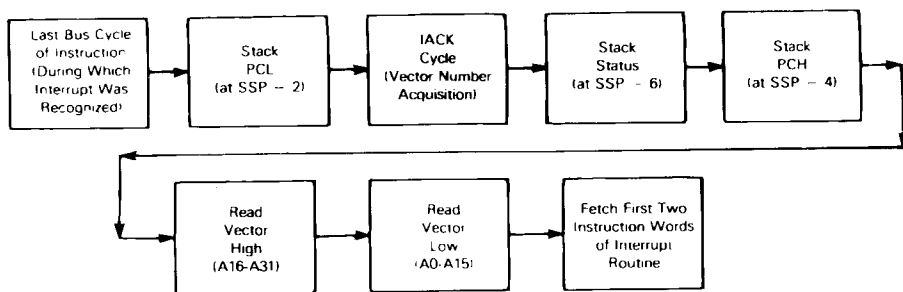 Last Bus Cycle
of Instruction
(During Which
Interrupt Was
Recognized)
Stack
PCL
(at SSP – 2)
IACK
Cycle
(Vector Number
Acquisition)
Stack
Status
(at SSP – 6)
Stack
PCH
(at SSP – 4)
Read
Vector
High
(A16-A31)
Read
Vector
Low
(A0-A15)
Fetch First Two
Instruction Words
of Interrupt
Routine